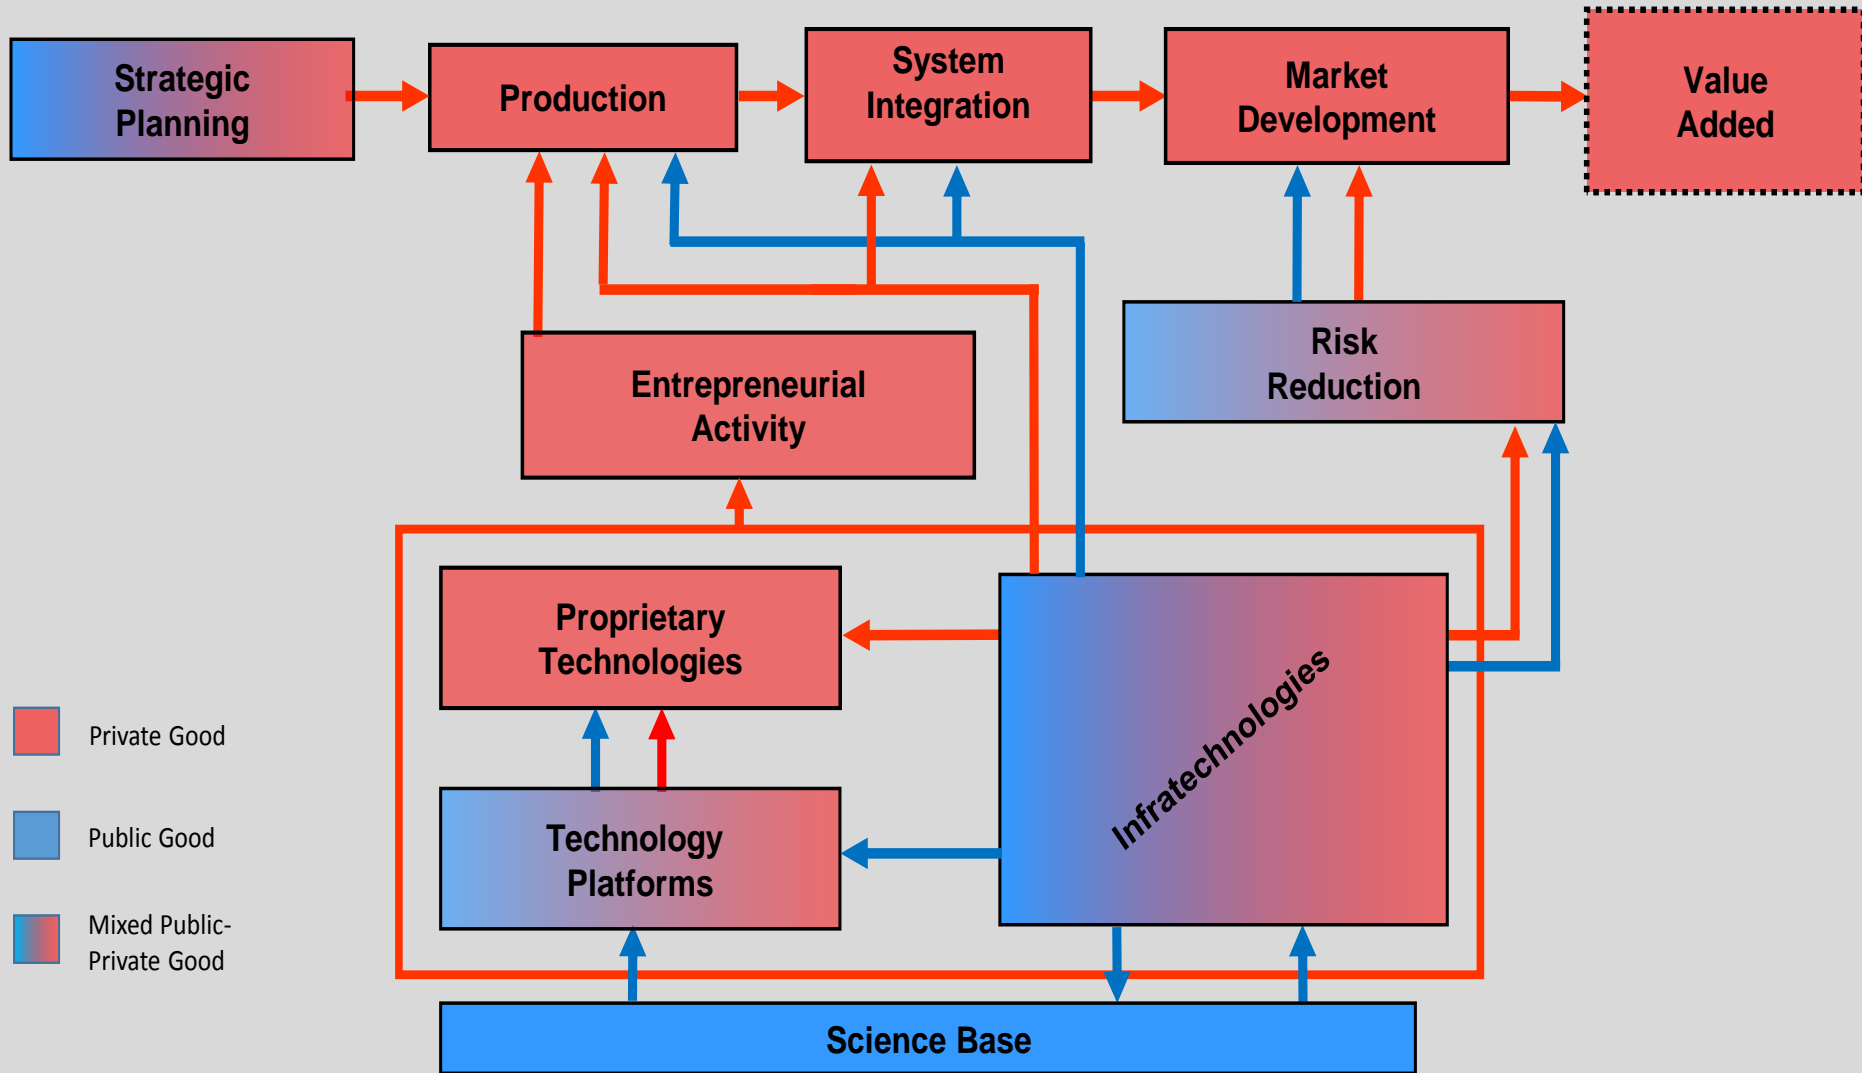 Strategic
Planning
Production
System
Integration
Market
Development
Value
Added
Risk
Reduction
Entrepreneurial
Activity
Proprietary
Technologies
Infratechnologies
Technology
Platforms
Science Base
Private Good
Public Good
Mixed Public-
Private Good